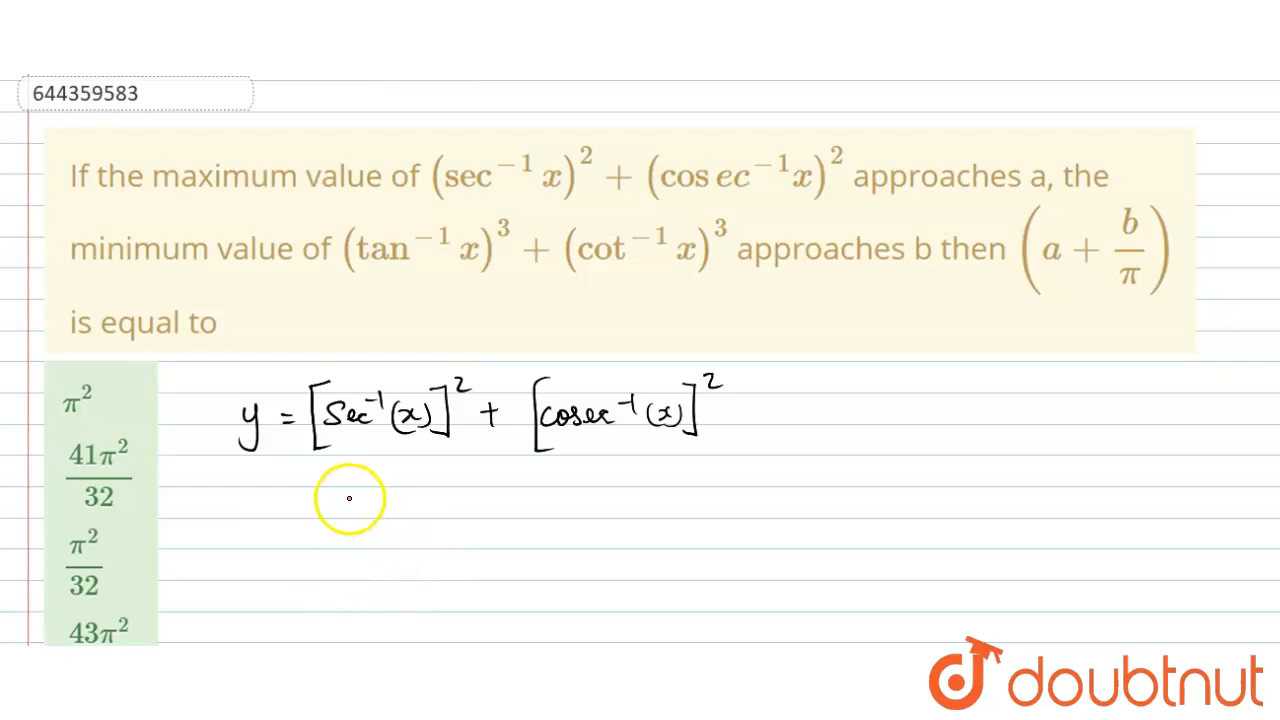 644359583
If the maximum value of (sec⁻¹ x)² + (cos ec⁻¹x)² approaches a, the
minimum value of (tan⁻¹ x)³ + (cot⁻¹ x)³ approaches b then (a + b/π)
is equal to
π²
41π²/32
π²/32
43π²
y = [Sec⁻¹(x)]² + [cosec⁻¹(x)]²
doubtnut